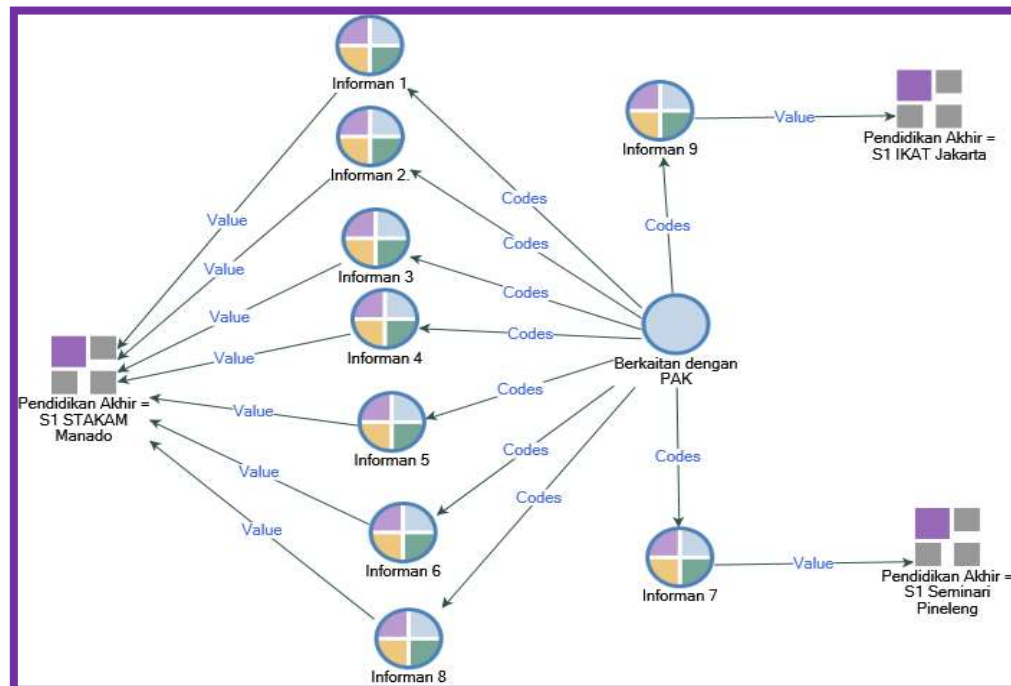 Informan 1
Informan 2.
Informan 3
Informan 4
Informan 5
Informan 6
Informan 8
Value
Value
Value
Value
Value
Value
Value
Codes
Codes
Codes
Codes
Codes
Codes
Codes
Pendidikan Akhir =
S1 STAKAM
Manado
Berkaitan dengan
PAK
Codes
Informan 9
Value
Pendidikan Akhir =
S1 IKAT Jakarta
Codes
Informan 7
Value
Pendidikan Akhir =
S1 Seminari
Pineleng